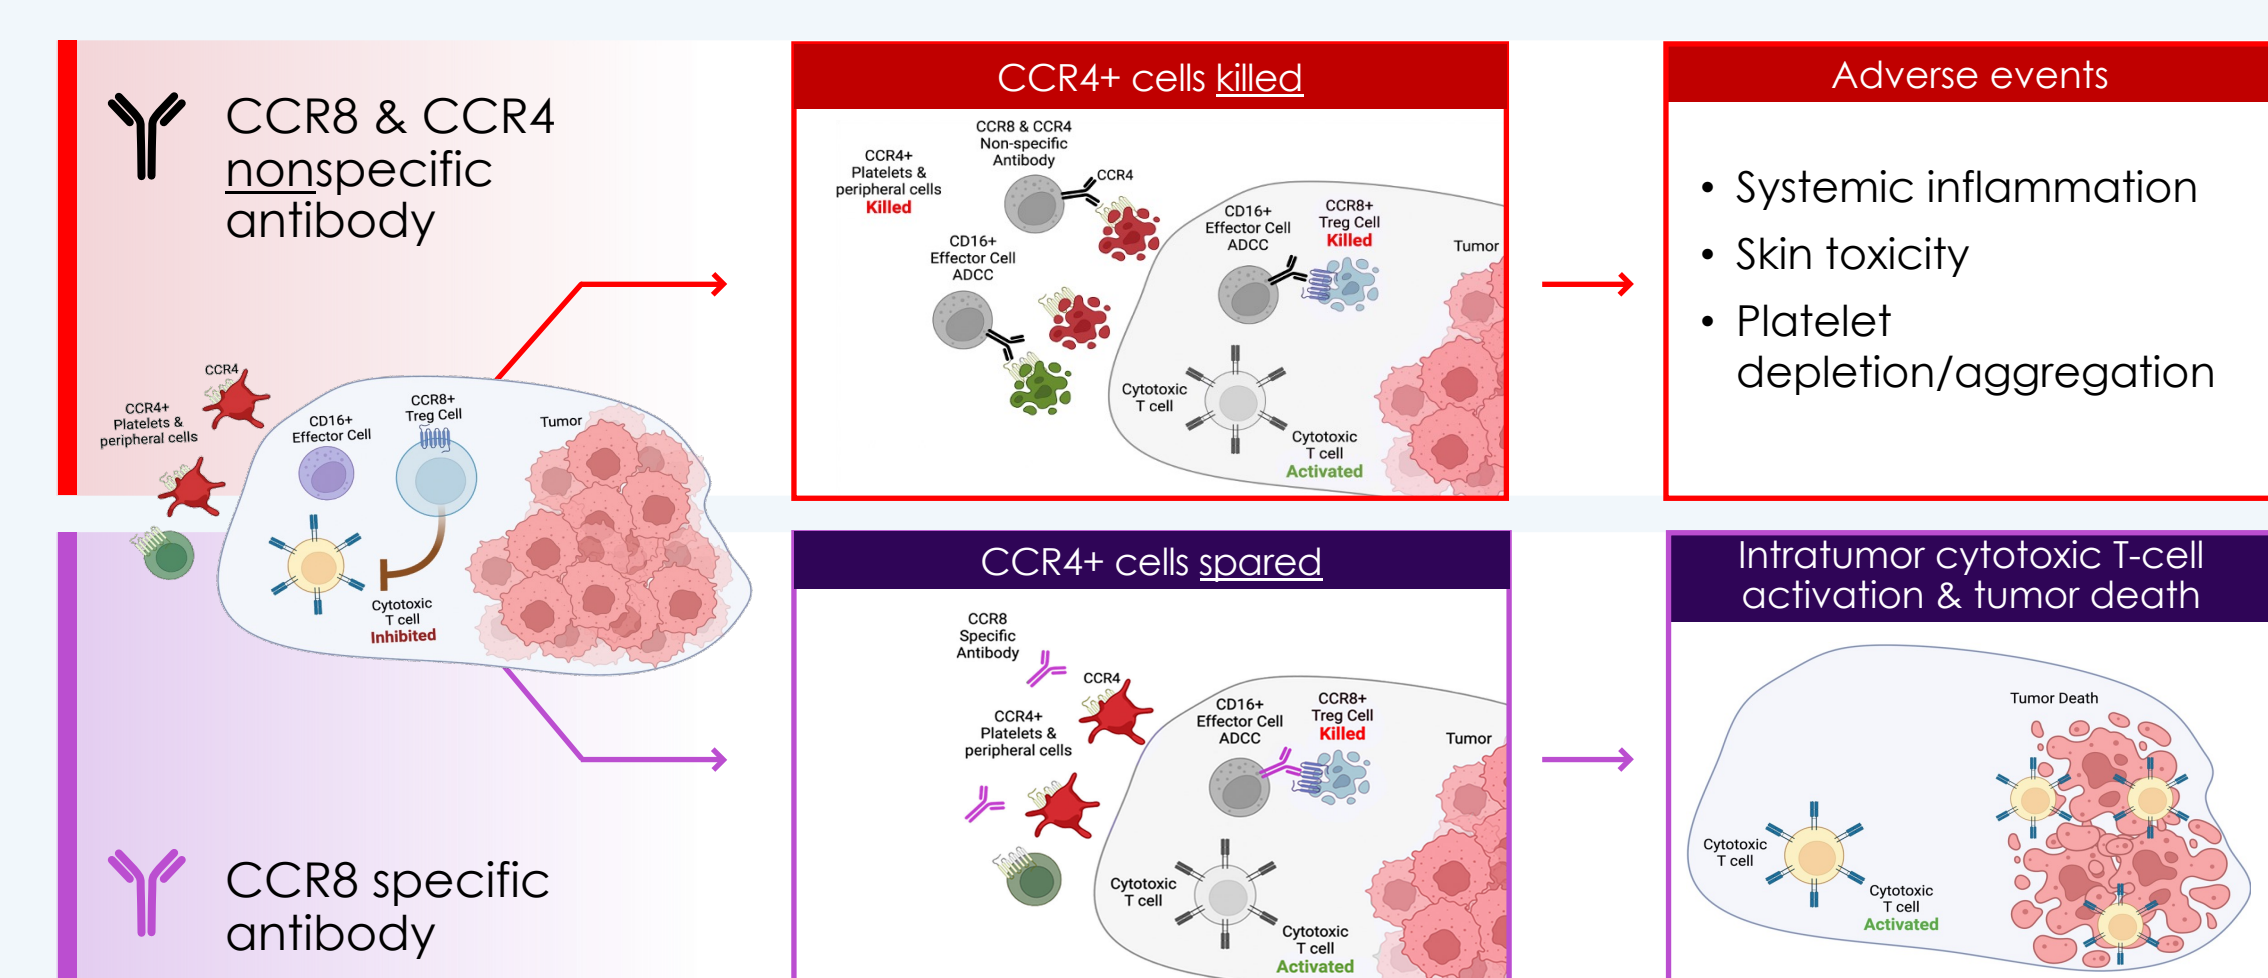 CCR8 & CCR4
nonspecific
antibody
CCR4
CCR4+
Platelets &
peripheral cells
CD16+
Effector Cell
CCR8+
Treg Cell
Tumor
Cytotoxic
T cell
Inhibited
CCR4+ cells killed
CCR4+
Platelets &
peripheral cells
Killed
CCR8 & CCR4
Non-specific
Antibody
CCR4
CD16+
Effector Cell
ADCC
CD16+
Effector Cell
ADCC
CCR8+
Treg Cell
Killed
Tumor
Cytotoxic
T cell
Cytotoxic
T cell
Activated
Adverse events
• Systemic inflammation
• Skin toxicity
• Platelet
depletion/aggregation
CCR8 specific
antibody
CCR4+ cells spared
CCR8
Specific
Antibody
CCR4
CCR4+
Platelets &
peripheral cells
CD16+
Effector Cell
ADCC
CCR8+
Treg Cell
Killed
Tumor
Cytotoxic
T cell
Cytotoxic
T cell
Activated
Intratumor cytotoxic T-cell
activation & tumor death
Tumor Death
Cytotoxic
T cell
Cytotoxic
T cell
Activated